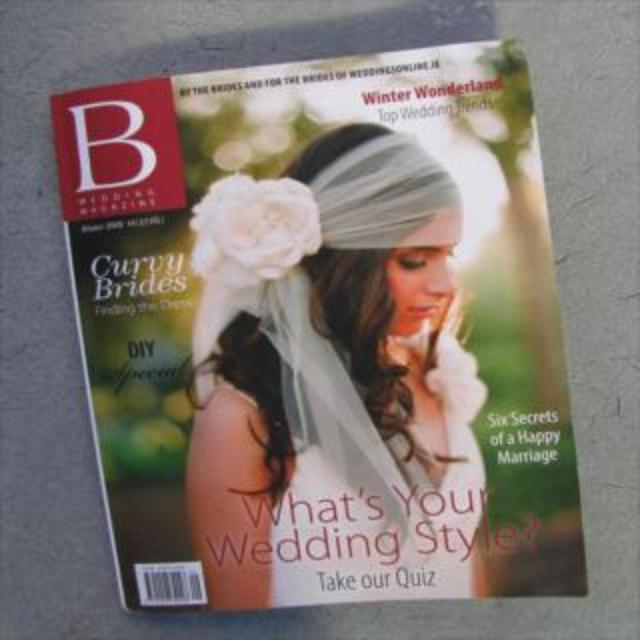 BY THE BRIDES AND FOR THE BRIDES OF WEDDINGSONLINE.IE
B
WEDDING
MAGAZINE
Winter Wonderland
Top Wedding Trends
Curvy
Brides
Finding the Dress
DIY
Special
Six Secrets
of a Happy
Marriage
What's Your
Wedding Style?
Take our Quiz